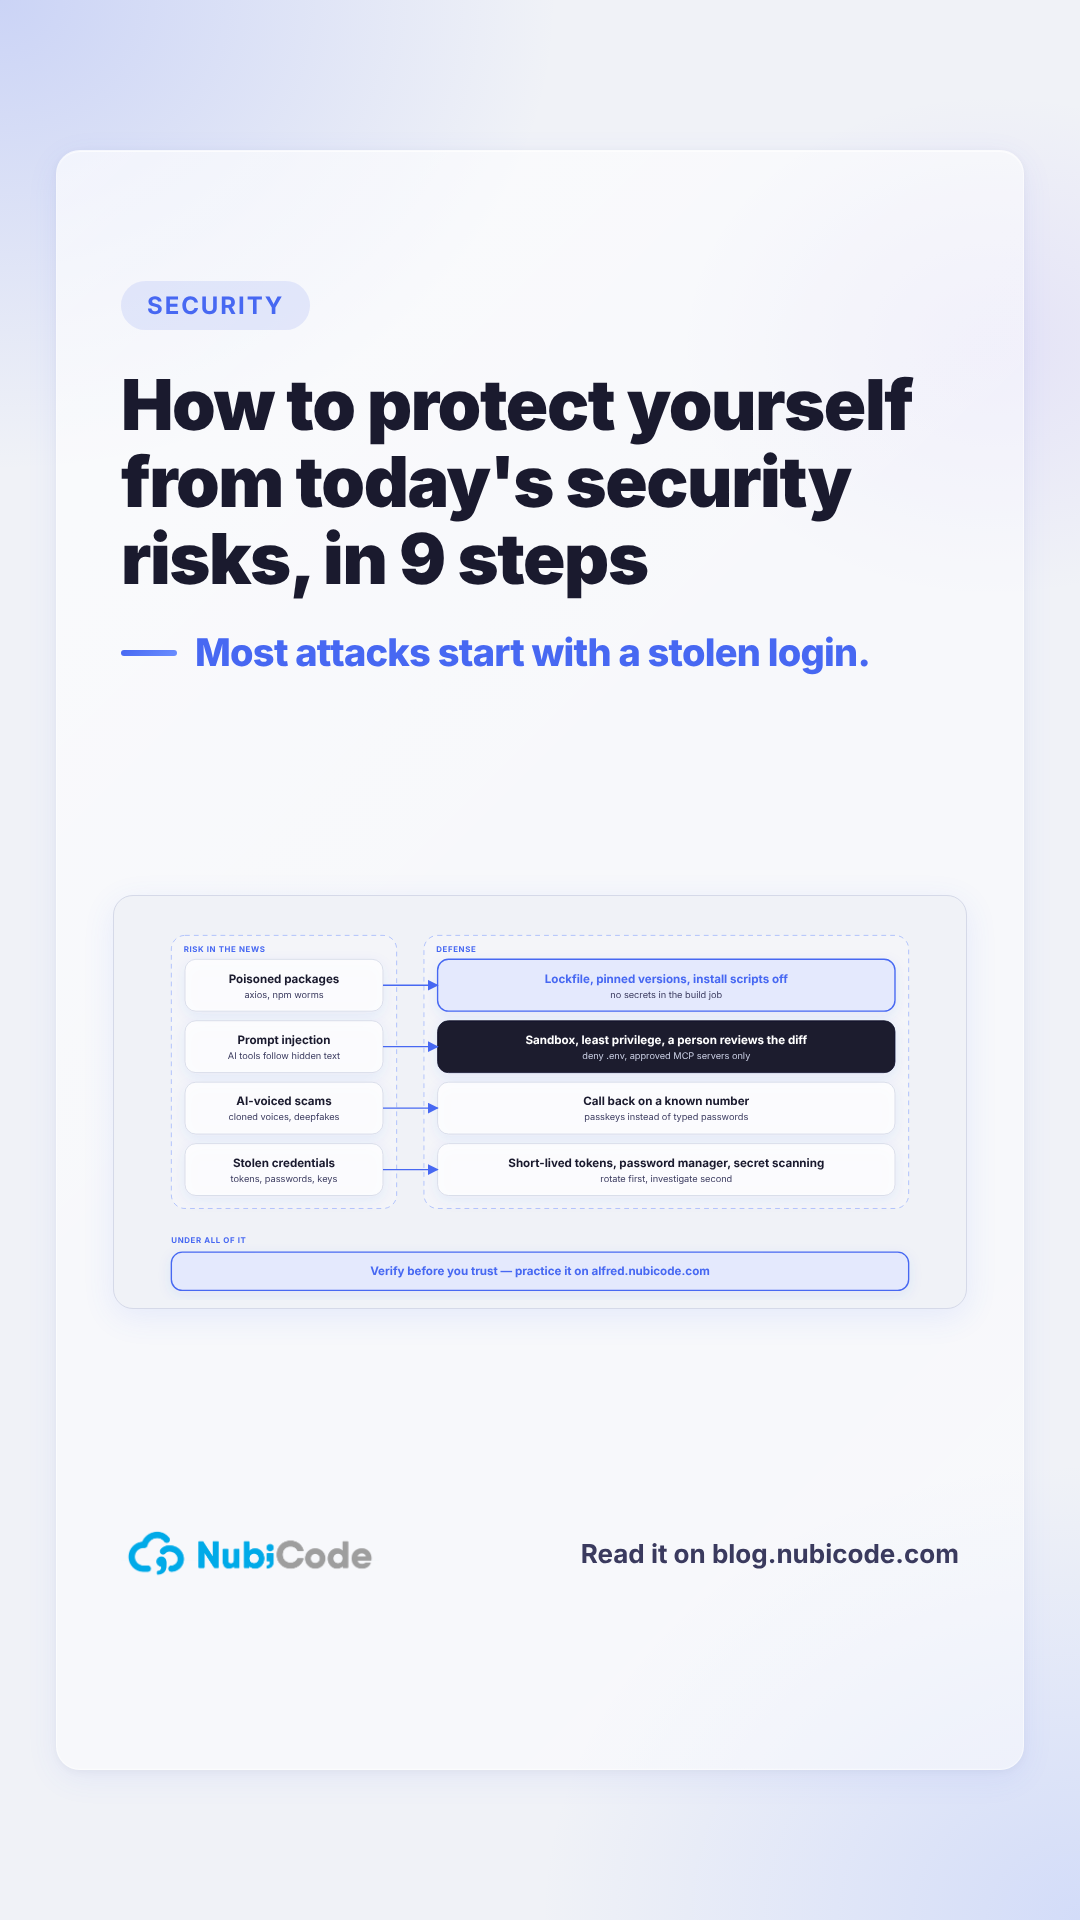 SECURITY
How to protect yourself
from today's security
risks, in 9 steps
Most attacks start with a stolen login.
RISK IN THE NEWS
Poisoned packages
axios, npm worms
Prompt injection
AI tools follow hidden text
AI-voiced scams
cloned voices, deepfakes
Stolen credentials
tokens, passwords, keys
DEFENSE
Lockfile, pinned versions, install scripts off
no secrets in the build job
Sandbox, least privilege, a person reviews the diff
deny .env, approved MCP servers only
Call back on a known number
passkeys instead of typed passwords
Short-lived tokens, password manager, secret scanning
rotate first, investigate second
UNDER ALL OF IT
Verify before you trust — practice it on alfred.nubicode.com
NubiCode
Read it on blog.nubicode.com